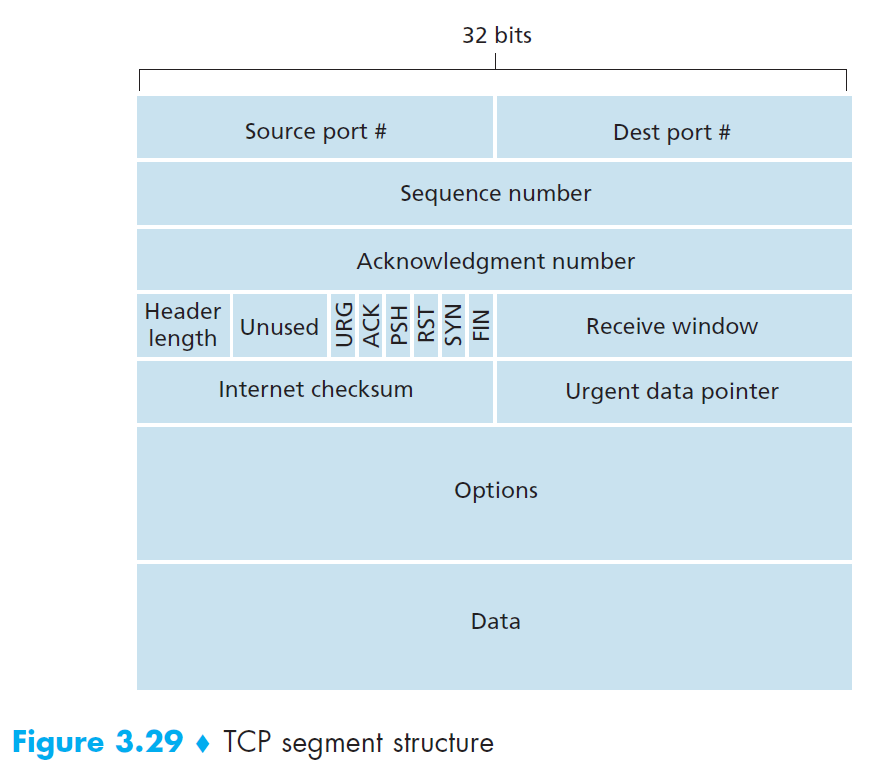 32 bits
Source port #
Dest port #
Sequence number
Acknowledgment number
Header
length
Unused
URG
ACK
PSH
RST
SYN
FIN
Receive window
Internet checksum
Urgent data pointer
Options
Data
Figure 3.29 ♦ TCP segment structure